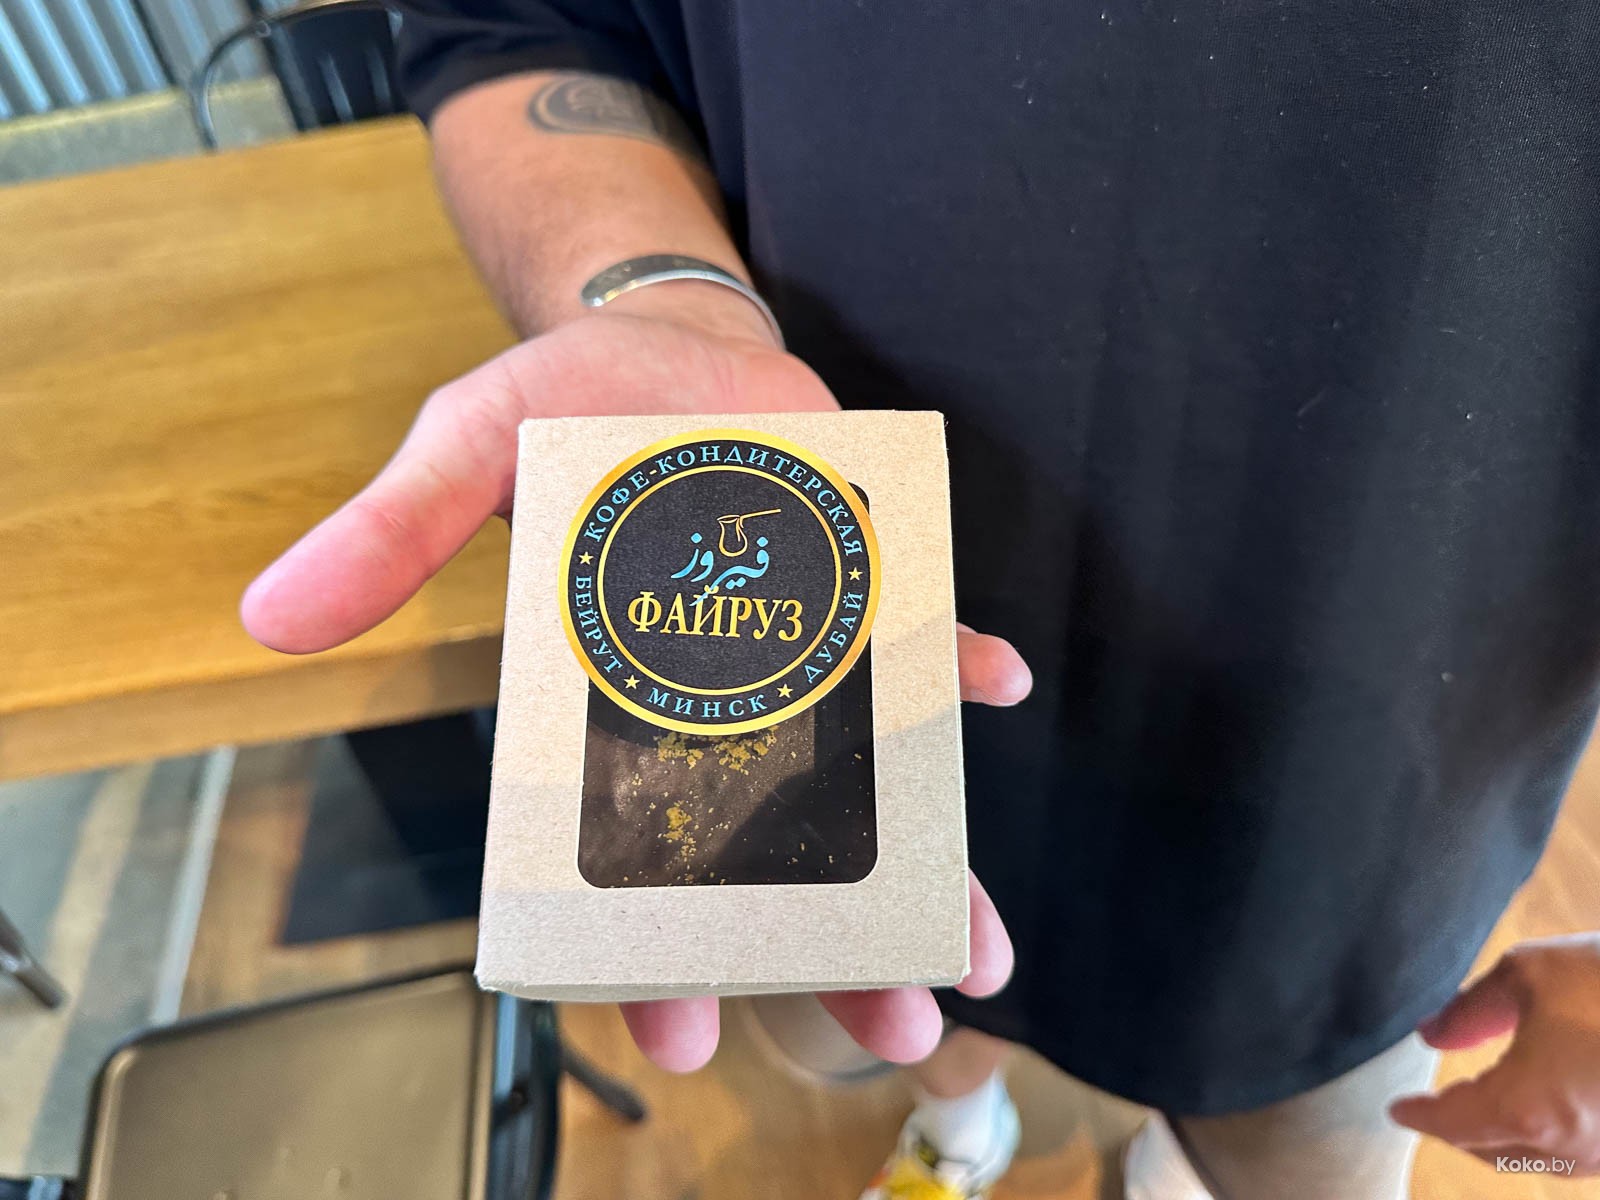 КОФЕ-КОНДИТЕРСКАЯ
فيروز
ФАЙРУЗ
БЕЙРУТ ★ МИНСК ★ ДУБАЙ
Koko.by